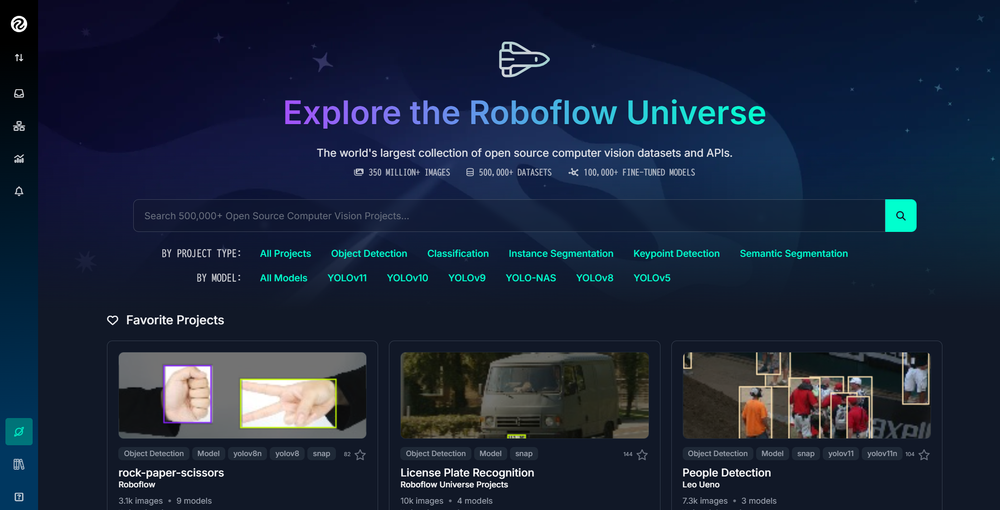 Explore the Roboflow Universe
The world's largest collection of open source computer vision datasets and APIs.
350 MILLION+ IMAGES 500,000+ DATASETS 100,000+ FINE-TUNED MODELS
Search 500,000+ Open Source Computer Vision Projects...
BY PROJECT TYPE: All Projects Object Detection Classification Instance Segmentation Keypoint Detection Semantic Segmentation
BY MODEL: All Models YOLOv11 YOLOv10 YOLOv9 YOLO-NAS YOLOv8 YOLOv5
Favorite Projects
Object Detection Model yolov8n yolov8 snap 82
rock-paper-scissors
Roboflow
3.1k images • 9 models
Object Detection Model snap 144
License Plate Recognition
Roboflow Universe Projects
10k images • 4 models
Object Detection Model snap yolov11 yolov11n 104
People Detection
Leo Ueno
7.3k images • 3 models